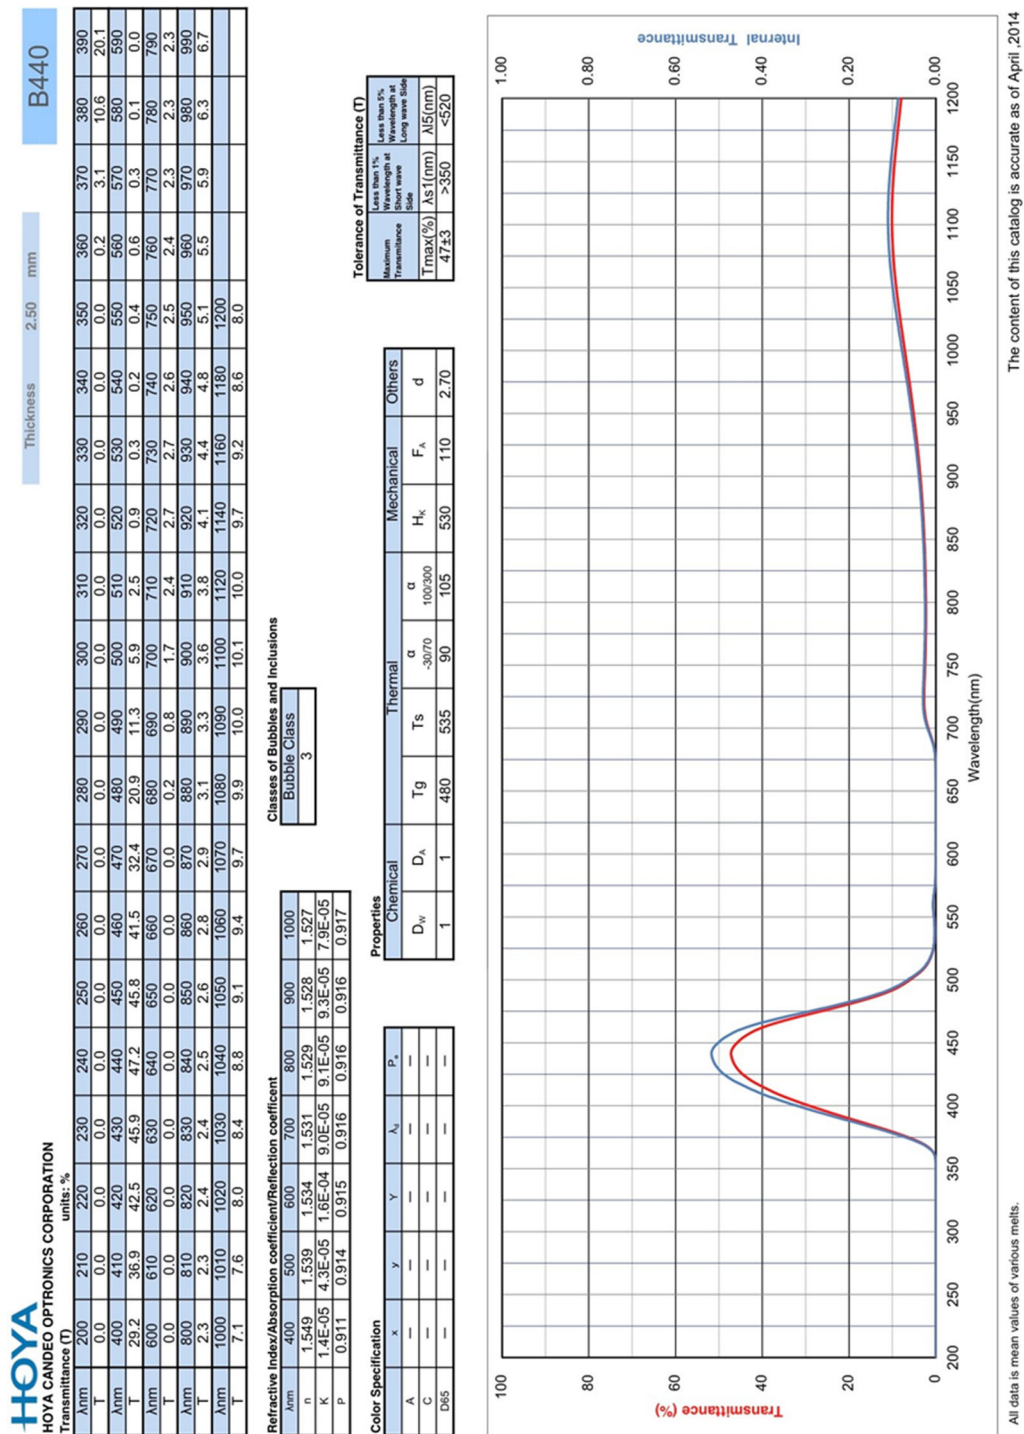 HOYA
HOYA CANDEO OPTRONICS CORPORATION
Thickness 2.50 mm
B440
Transmittance (T) units: %
λnm 200 210 220 230 240 250 260 270 280 290 300 310 320 330 340 350 360 370 380 390
T 0.0 0.0 0.0 0.0 0.0 0.0 0.0 0.0 0.0 0.0 0.0 0.0 0.0 0.0 0.0 0.0 0.2 3.1 10.6 20.1
λnm 400 410 420 430 440 450 460 470 480 490 500 510 520 530 540 550 560 570 580 590
T 29.2 36.9 42.5 45.9 47.2 45.8 41.5 32.4 20.9 11.3 5.9 2.5 0.9 0.3 0.2 0.4 0.6 0.3 0.1 0.0
λnm 600 610 620 630 640 650 660 670 680 690 700 710 720 730 740 750 760 770 780 790
T 0.0 0.0 0.0 0.0 0.0 0.0 0.0 0.0 0.2 0.8 1.7 2.4 2.7 2.7 2.6 2.5 2.4 2.3 2.3 2.3
λnm 800 810 820 830 840 850 860 870 880 890 900 910 920 930 940 950 960 970 980 990
T 2.3 2.3 2.4 2.4 2.5 2.6 2.8 2.9 3.1 3.3 3.6 3.8 4.1 4.4 4.8 5.1 5.5 5.9 6.3 6.7
λnm 1000 1010 1020 1030 1040 1050 1060 1070 1080 1090 1100 1120 1140 1160 1180 1200
T 7.1 7.6 8.0 8.4 8.8 9.1 9.4 9.7 9.9 10.0 10.1 10.0 9.7 9.2 8.6 8.0
Refractive Index/Absorption coefficient/Reflection coefficent
λnm 400 500 600 700 800 900 1000
n 1.549 1.539 1.534 1.531 1.529 1.528 1.527
K 1.4E-05 4.3E-05 1.6E-04 9.0E-05 9.1E-05 9.3E-05 7.9E-05
P 0.911 0.914 0.915 0.916 0.916 0.916 0.917
Classes of Bubbles and Inclusions
Bubble Class
3
Tolerance of Transmittance (T)
Maximum Transmitance
Less than 1% Wavelength at Short wave Side
Less than 5% Wavelength at Long wave Side
Tmax(%) λs1(nm) λl5(nm)
47±3 >350 <520
Color Specification
x y Y λd Pe
A — — — — —
C — — — — —
D65 — — — — —
Properties
Chemical Thermal Mechanical Others
Dw DA Tg Ts α -30/70 α 100/300 Hk FA d
1 1 480 535 90 105 530 110 2.70
Transmittance (%)
100
80
60
40
20
0
Internal Transmittance
1.00
0.80
0.60
0.40
0.20
0.00
200 250 300 350 400 450 500 550 600 650 700 750 800 850 900 950 1000 1050 1100 1150 1200
Wavelength(nm)
All data is mean values of various melts.
The content of this catalog is accurate as of April ,2014